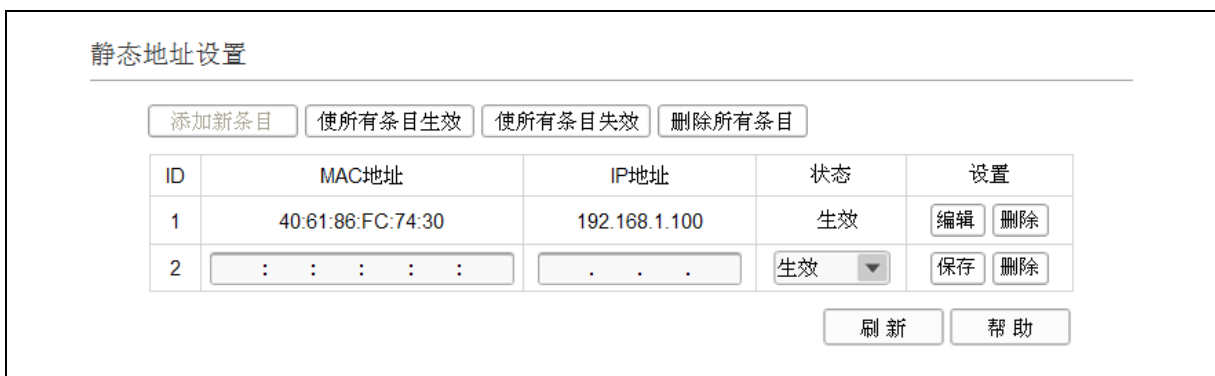 静态地址设置
添加新条目 使所有条目生效 使所有条目失效 删除所有条目
ID MAC地址 IP地址 状态 设置
1 40:61:86:FC:74:30 192.168.1.100 生效 编辑 删除
2 : : : : : . . . 生效 保存 删除
刷新 帮助